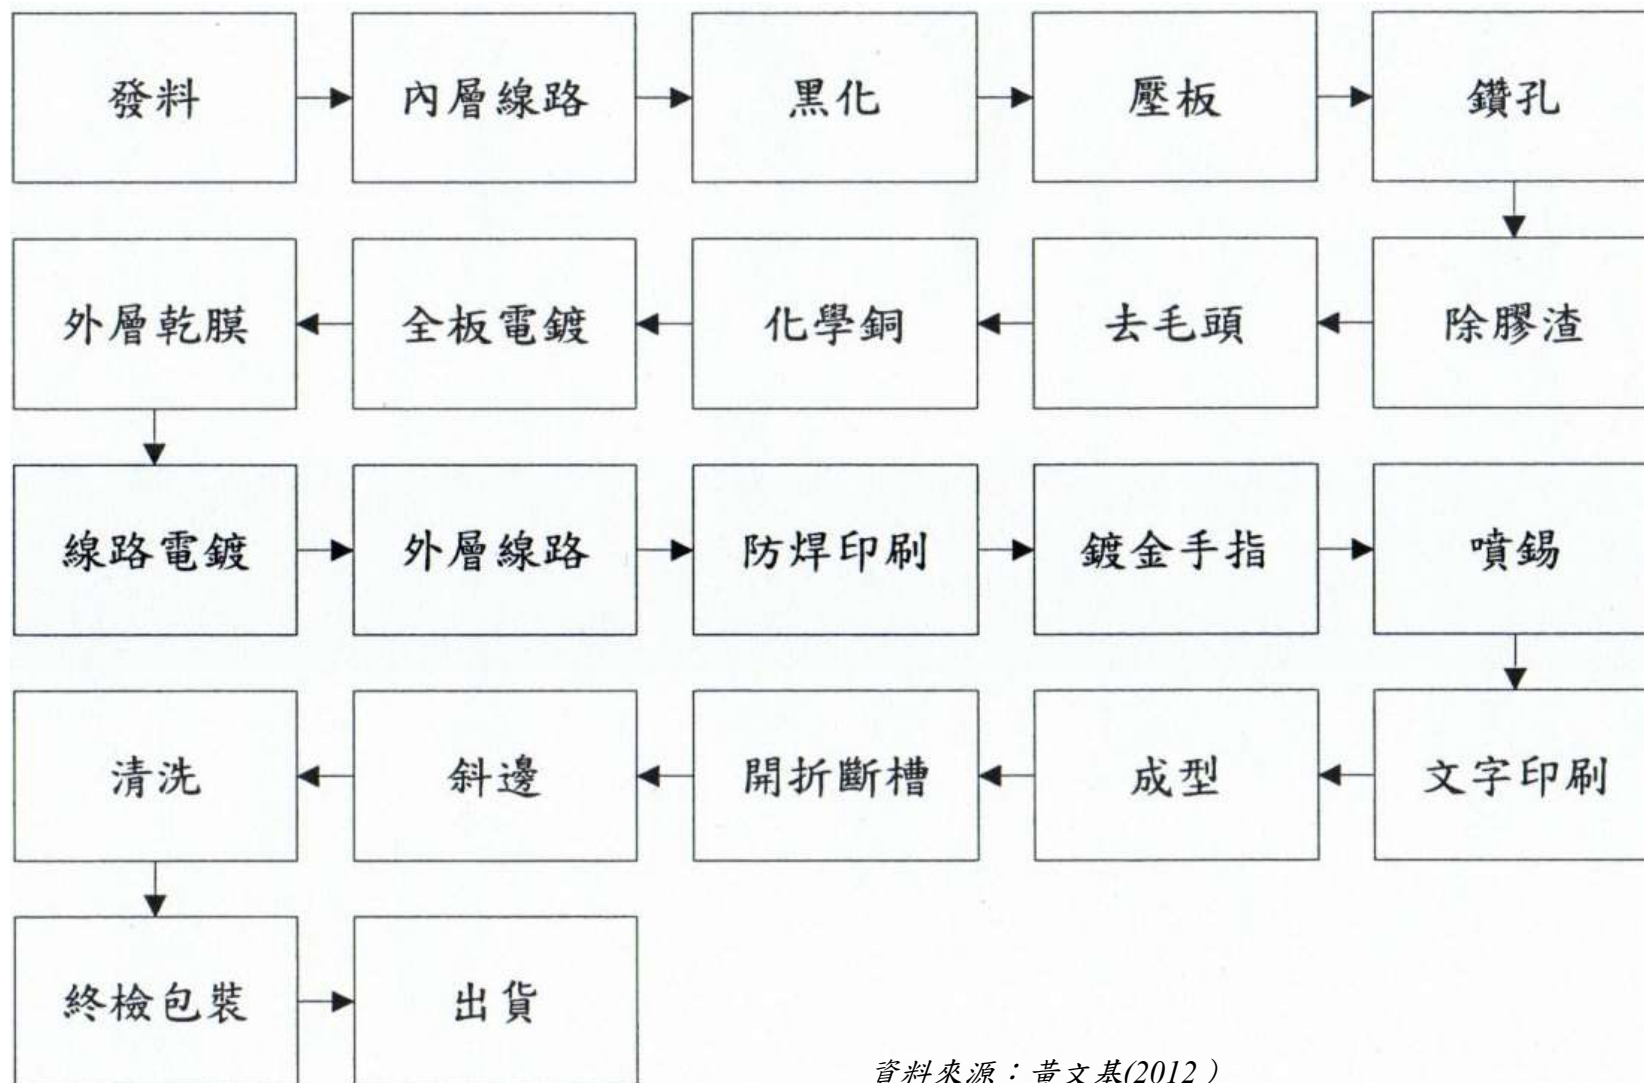 發料 內層線路 黑化 壓板 鑽孔
外層乾膜 全板電鍍 化學銅 去毛頭 除膠渣
線路電鍍 外層線路 防焊印刷 鍍金手指 噴錫
清洗 斜邊 開折斷槽 成型 文字印刷
終檢包裝 出貨
資料來源：黃文基(2012）